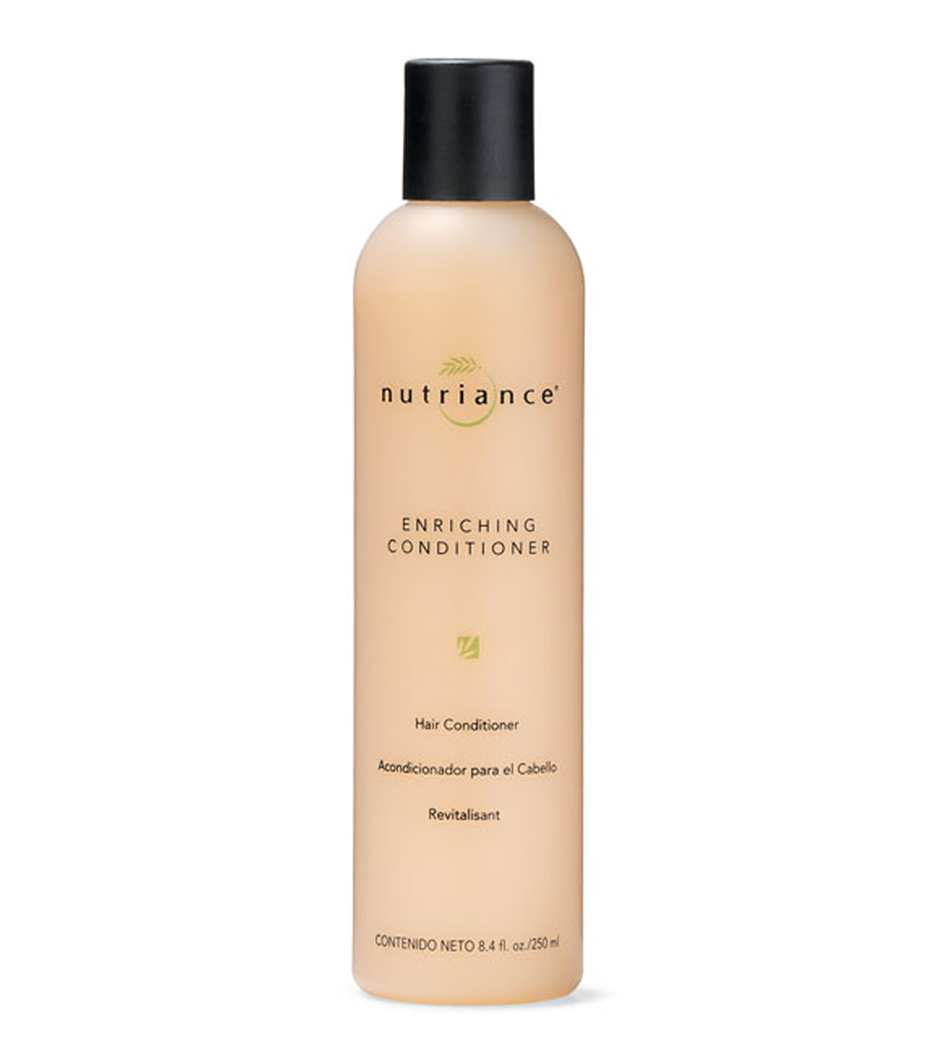 nutriance®
ENRICHING
CONDITIONER
Hair Conditioner
Acondicionador para el Cabello
Revitalisant
CONTENIDO NETO 8.4 fl. oz./250 ml